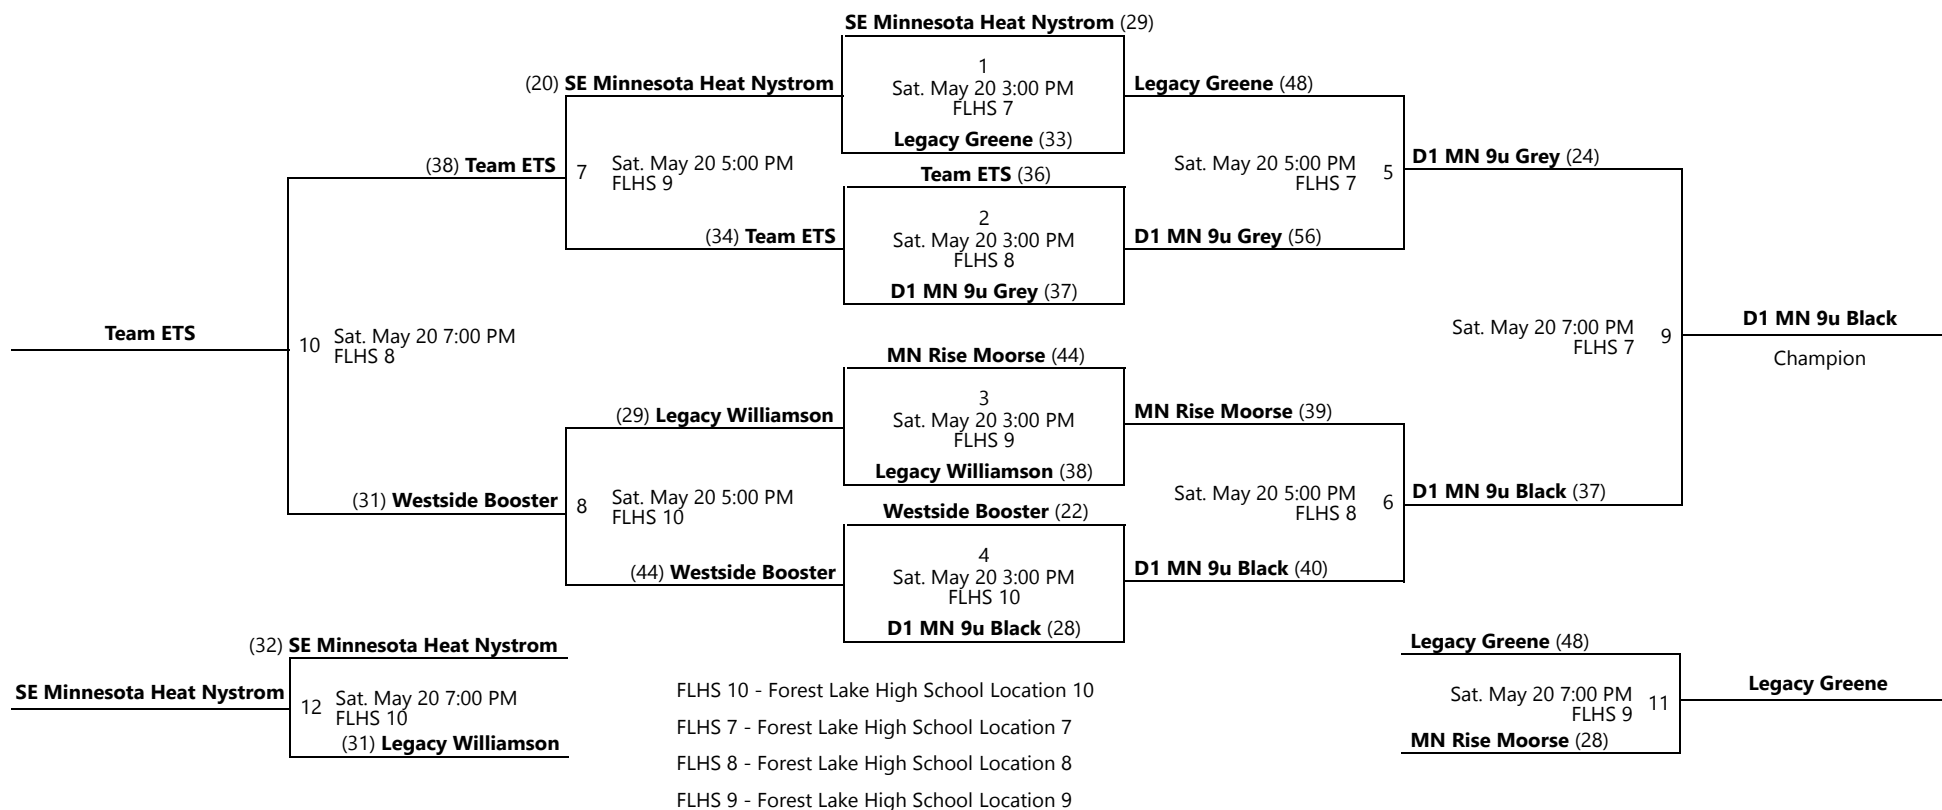 SE Minnesota Heat Nystrom (29)
1
Sat. May 20 3:00 PM
FLHS 7
Legacy Greene (33)
(20) SE Minnesota Heat Nystrom
Legacy Greene (48)
(38) Team ETS
7
Sat. May 20 5:00 PM
FLHS 9
Team ETS (36)
2
Sat. May 20 3:00 PM
FLHS 8
D1 MN 9u Grey (37)
(34) Team ETS
D1 MN 9u Grey (56)
Sat. May 20 5:00 PM
FLHS 7
5
D1 MN 9u Grey (24)
Team ETS
10
Sat. May 20 7:00 PM
FLHS 8
Sat. May 20 7:00 PM
FLHS 7
9
D1 MN 9u Black
Champion
MN Rise Moorse (44)
3
Sat. May 20 3:00 PM
FLHS 9
Legacy Williamson (38)
(29) Legacy Williamson
MN Rise Moorse (39)
(31) Westside Booster
8
Sat. May 20 5:00 PM
FLHS 10
Westside Booster (22)
4
Sat. May 20 3:00 PM
FLHS 10
D1 MN 9u Black (28)
(44) Westside Booster
D1 MN 9u Black (40)
Sat. May 20 5:00 PM
FLHS 8
6
D1 MN 9u Black (37)
(32) SE Minnesota Heat Nystrom
SE Minnesota Heat Nystrom
12
Sat. May 20 7:00 PM
FLHS 10
(31) Legacy Williamson
FLHS 10 - Forest Lake High School Location 10
FLHS 7 - Forest Lake High School Location 7
FLHS 8 - Forest Lake High School Location 8
FLHS 9 - Forest Lake High School Location 9
Legacy Greene (48)
Sat. May 20 7:00 PM
FLHS 9
11
MN Rise Moorse (28)
Legacy Greene